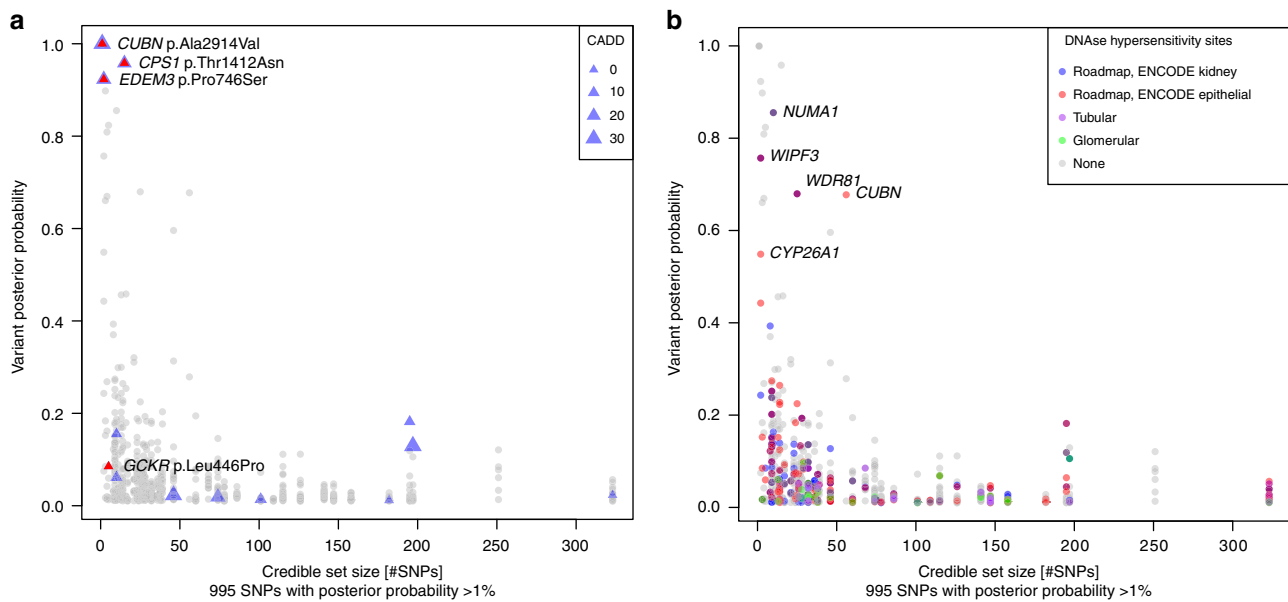 a
CUBN p.Ala2914Val
CPS1 p.Thr1412Asn
EDEM3 p.Pro746Ser
GCKR p.Leu446Pro
CADD
0
10
20
30
Variant posterior probability
1.0
0.8
0.6
0.4
0.2
0.0
0
50
100
150
200
250
300
Credible set size [#SNPs]
995 SNPs with posterior probability >1%
b
NUMA1
WIPF3
WDR81
CUBN
CYP26A1
DNAse hypersensitivity sites
Roadmap, ENCODE kidney
Roadmap, ENCODE epithelial
Tubular
Glomerular
None
Variant posterior probability
1.0
0.8
0.6
0.4
0.2
0.0
0
50
100
150
200
250
300
Credible set size [#SNPs]
995 SNPs with posterior probability >1%